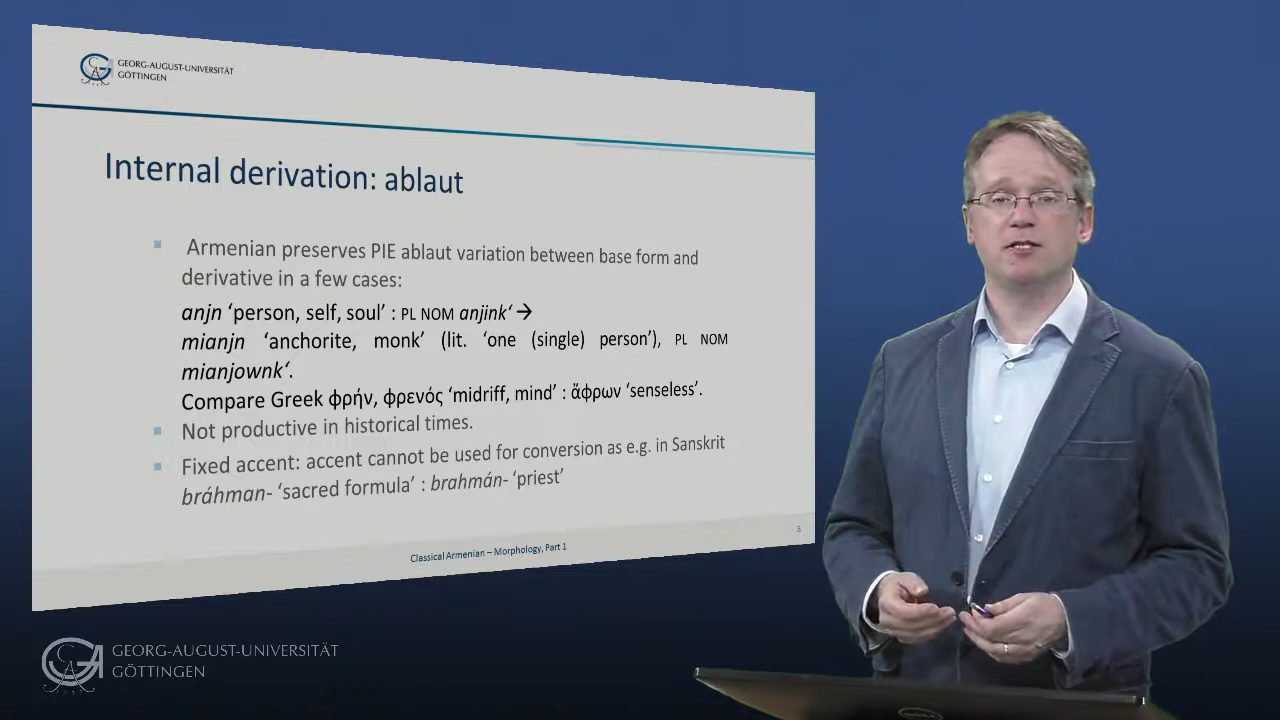 GEORG-AUGUST-UNIVERSITÄT
GÖTTINGEN
Internal derivation: ablaut
Armenian preserves PIE ablaut variation between base form and
derivative in a few cases:
anjn ‘person, self, soul’ : PL NOM anjink‘ →
mianjn ‘anchorite, monk’ (lit. ‘one (single) person’), PL NOM
mianjownk‘.
Compare Greek φρήν, φρενός ‘midriff, mind’ : ἄφρων ‘senseless’.
Not productive in historical times.
Fixed accent: accent cannot be used for conversion as e.g. in Sanskrit
bráhman- ‘sacred formula’ : brahmán- ‘priest’
Classical Armenian – Morphology, Part 1
GEORG-AUGUST-UNIVERSITÄT
GÖTTINGEN